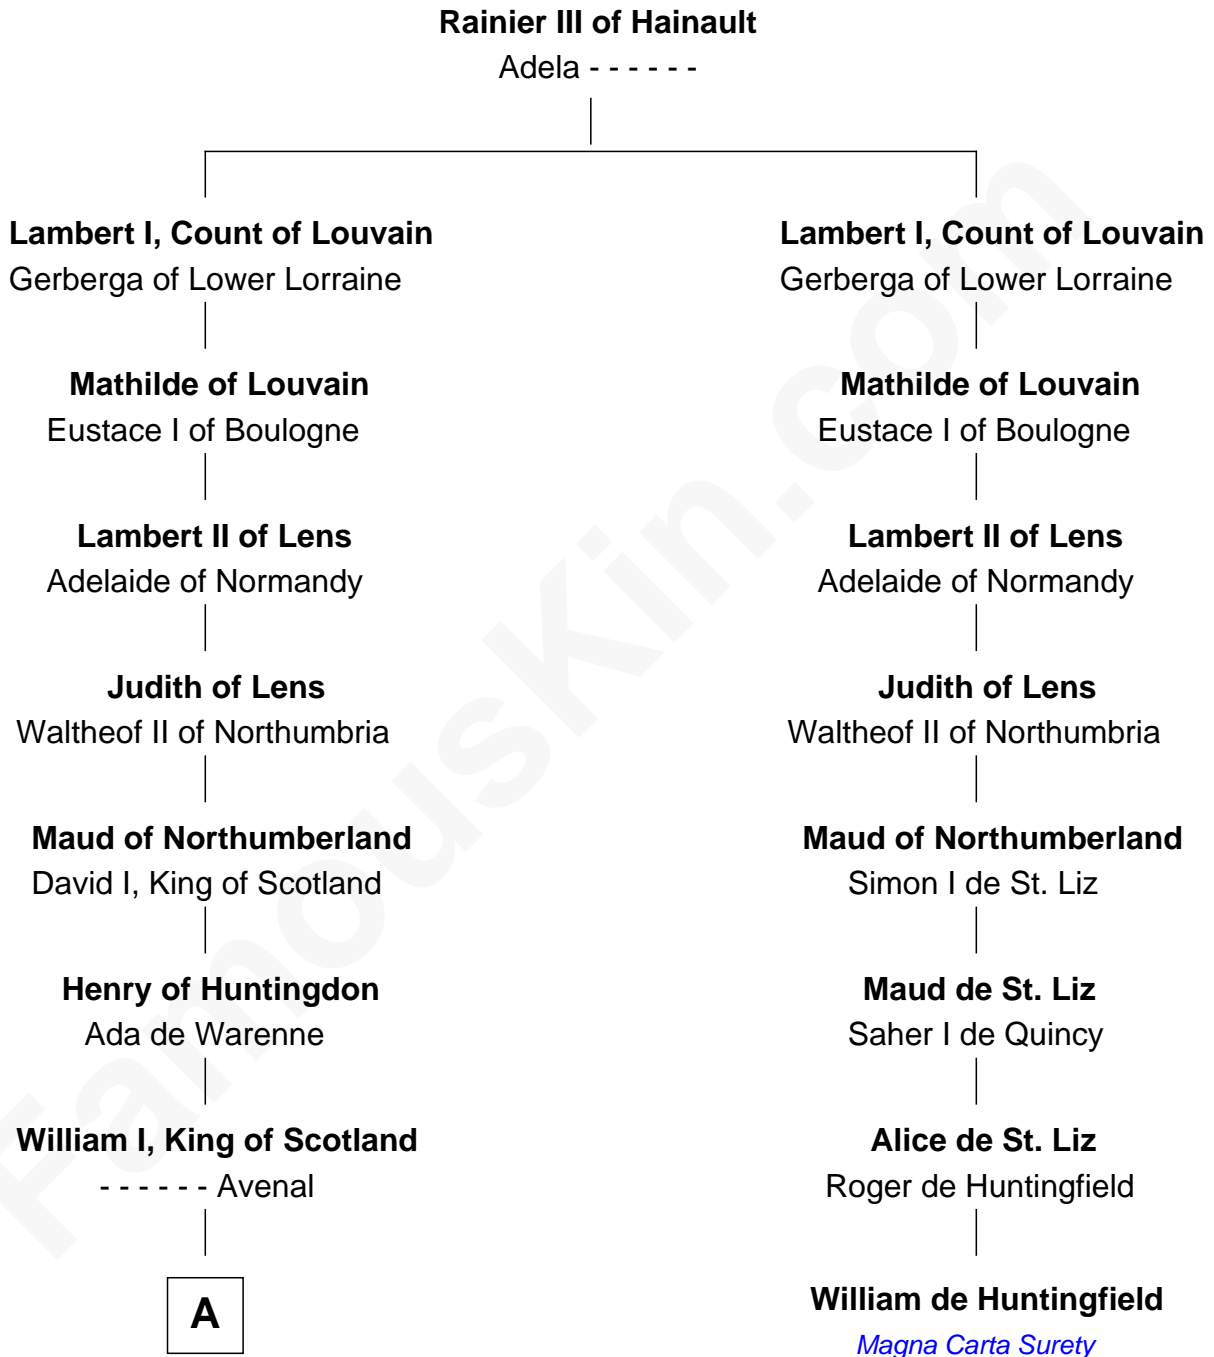 Rainier III of Hainault
Adela - - - - - -
Lambert I, Count of Louvain
Gerberga of Lower Lorraine
Mathilde of Louvain
Eustace I of Boulogne
Lambert II of Lens
Adelaide of Normandy
Judith of Lens
Waltheof II of Northumbria
Maud of Northumberland
David I, King of Scotland
Henry of Huntingdon
Ada de Warenne
William I, King of Scotland
- - - - - - Avenal
A
Lambert I, Count of Louvain
Gerberga of Lower Lorraine
Mathilde of Louvain
Eustace I of Boulogne
Lambert II of Lens
Adelaide of Normandy
Judith of Lens
Waltheof II of Northumbria
Maud of Northumberland
Simon I de St. Liz
Maud de St. Liz
Saher I de Quincy
Alice de St. Liz
Roger de Huntingfield
William de Huntingfield
Magna Carta Surety
FamousKin.com